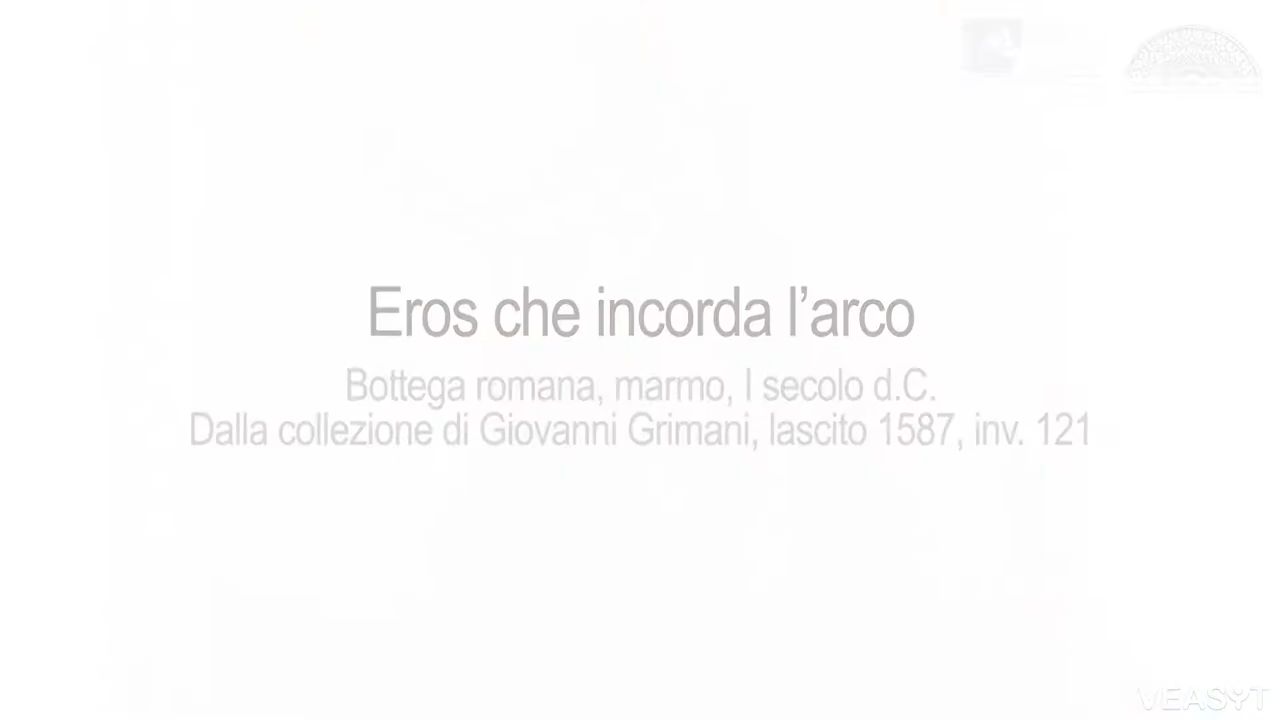 Eros che incorda l’arco
Bottega romana, marmo, I secolo d.C.
Dalla collezione di Giovanni Grimani, lascito 1587, inv. 121
VEASYT